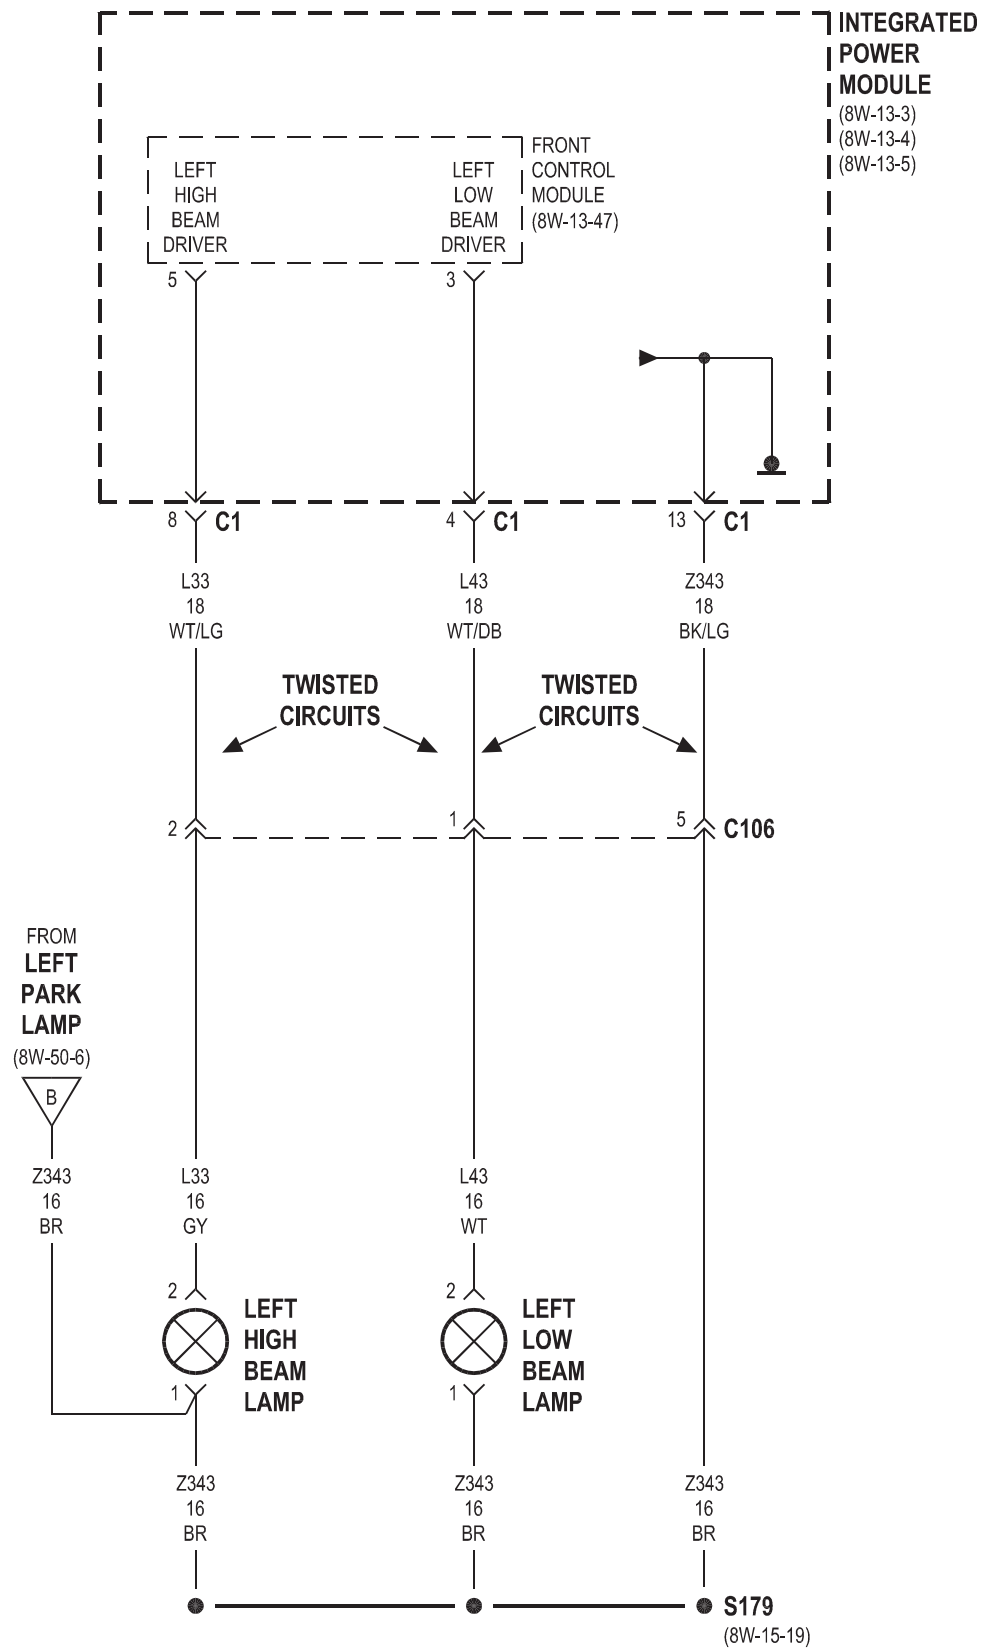 INTEGRATED
POWER
MODULE
(8W-13-3)
(8W-13-4)
(8W-13-5)
FRONT
CONTROL
MODULE
(8W-13-47)
LEFT
HIGH
BEAM
DRIVER
LEFT
LOW
BEAM
DRIVER
5
3
8
C1
4
C1
13
C1
L33
18
WT/LG
L43
18
WT/DB
Z343
18
BK/LG
TWISTED
CIRCUITS
TWISTED
CIRCUITS
2
1
5
C106
FROM
LEFT
PARK
LAMP
(8W-50-6)
B
Z343
16
BR
L33
16
GY
L43
16
WT
2
LEFT
HIGH
BEAM
LAMP
1
2
LEFT
LOW
BEAM
LAMP
1
Z343
16
BR
Z343
16
BR
Z343
16
BR
S179
(8W-15-19)